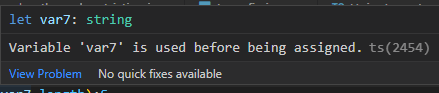 let var7: string
Variable 'var7' is used before being assigned. ts(2454)
View Problem No quick fixes available